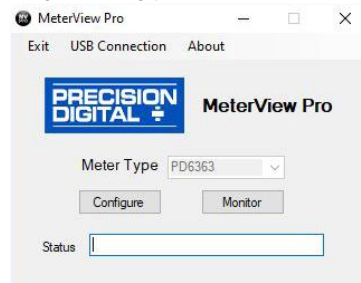 MeterView Pro
Exit USB Connection About
PRECISION
DIGITAL
MeterView Pro
Meter Type PD6363
Configure Monitor
Status